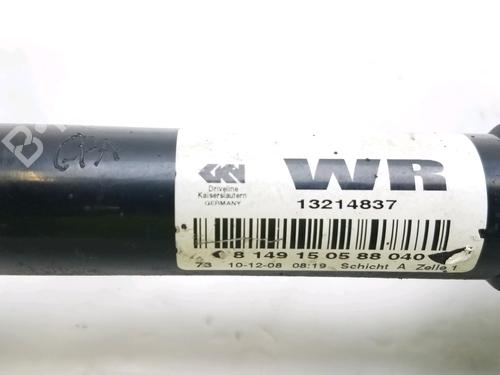 GKN
Driveline
Kaiserslautern
GERMANY
WR
13214837
8 149 15 05 88 040
73 10-12-08 08:19 Schicht A Zelle 1